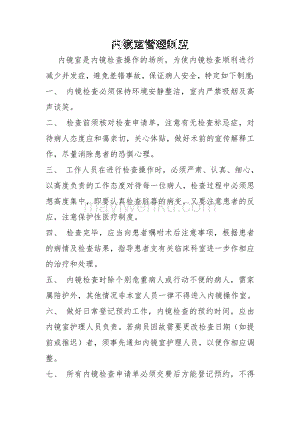 内镜室管理制度
内镜室是内镜检查操作的场所，为使内镜检查顺利进行
减少并发症，避免差错事故，保证病人安全，特定如下制度：
一、 内镜检查必须保持环境安静整洁，室内严禁吸烟及高
声谈笑。
二、 检查前须核对检查申请单，注意有无检查标忌症，对
待病人态度应和蔼亲切，关心体贴，做好术前的宣传解释工
作，尽量消除患者的恐惧心理。
三、 工作人员在进行检查操作时，必须严肃、认真、细心、
以高度负责的工作态度对待每一位病人，检查过程中必须思
想高度集中，即要认真检查脏器的病变，又要注意患者的反
应，注意保护性医疗制度。
四、 检查完毕，应当向患者嘱咐术后注意事项，根据患者
的病情及检查结果，指导患者支有关临床科室进一步作相应
的治疗和处理。
五、 内镜检查时除个别危重病人或行动不便的病人，需家
属陪护外，其他情况非本室人员一律不得进入内镜操作室。
六、 做好日常登记预约工作，内镜检查的预约时间，应由
内镜室护理人员负责。若病员因故需要更改检查日期（如提
前或推迟）者，须事先通知内镜室护理人员，以便作相应调
整。
七、 所有内镜检查申请单必须交费后方能登记预约，不得